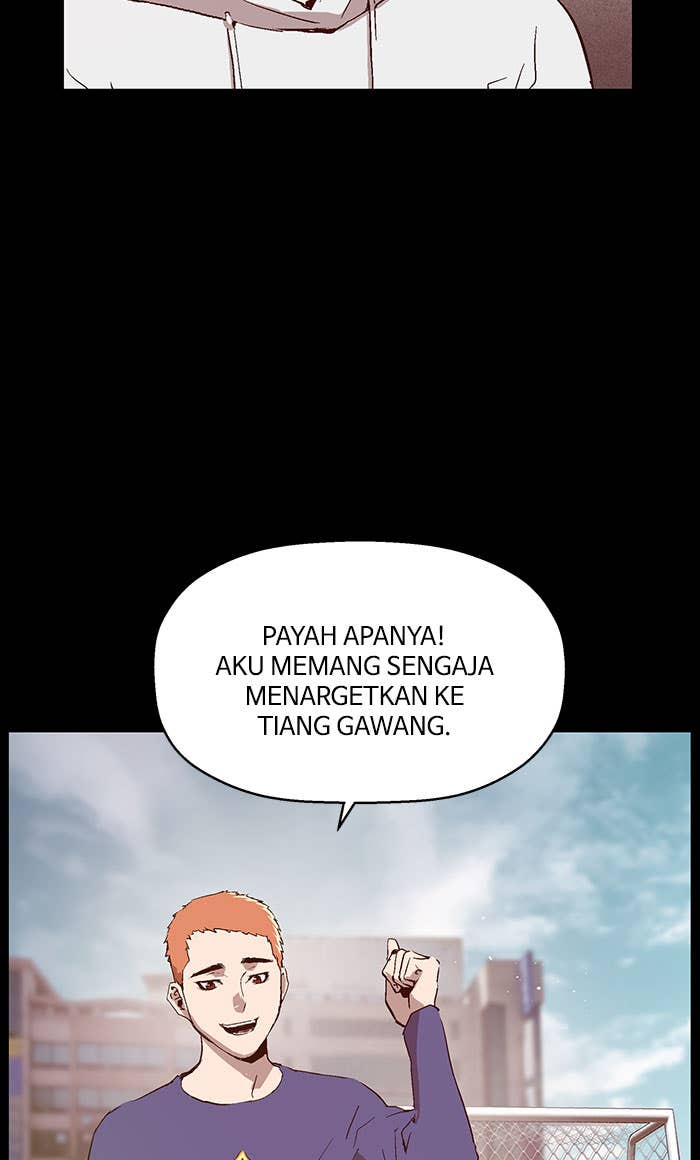 PAYAH APANYA!
AKU MEMANG SENGAJA
MENARGETKAN KE
TIANG GAWANG.